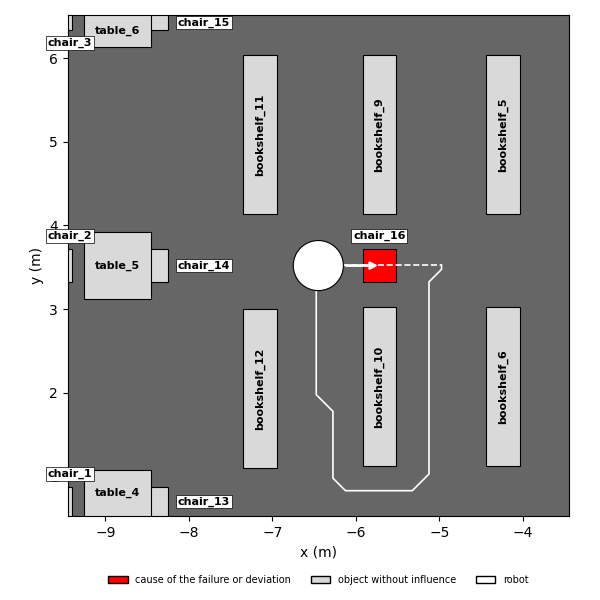 table_6
chair_15
chair_3
6
bookshelf_11
bookshelf_9
bookshelf_5
5
4
chair_2
chair_16
y (m)
table_5
chair_14
3
bookshelf_12
bookshelf_10
bookshelf_6
2
chair_1
table_4
chair_13
−9
−8
−7
−6
−5
−4
x (m)
cause of the failure or deviation
object without influence
robot